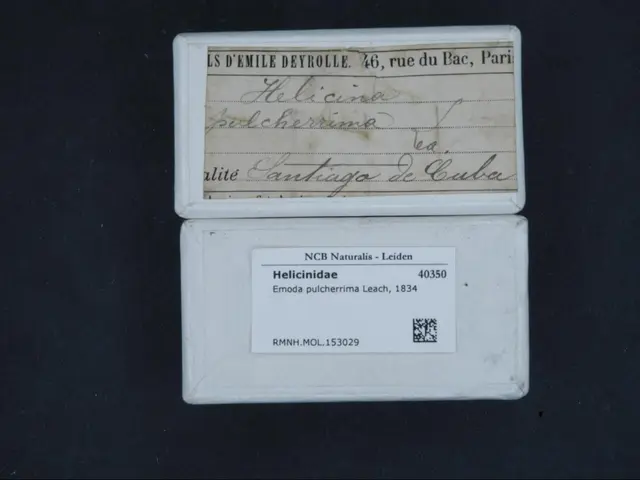 LS D'EMILE DEYROLLE. 46, rue du Bac, Paris
Helicina
pulcherrima
Lea.
alité Santiago de Cuba
NCB Naturalis - Leiden
Helicinidae 40350
Emoda pulcherrima Leach, 1834
RMNH.MOL.153029